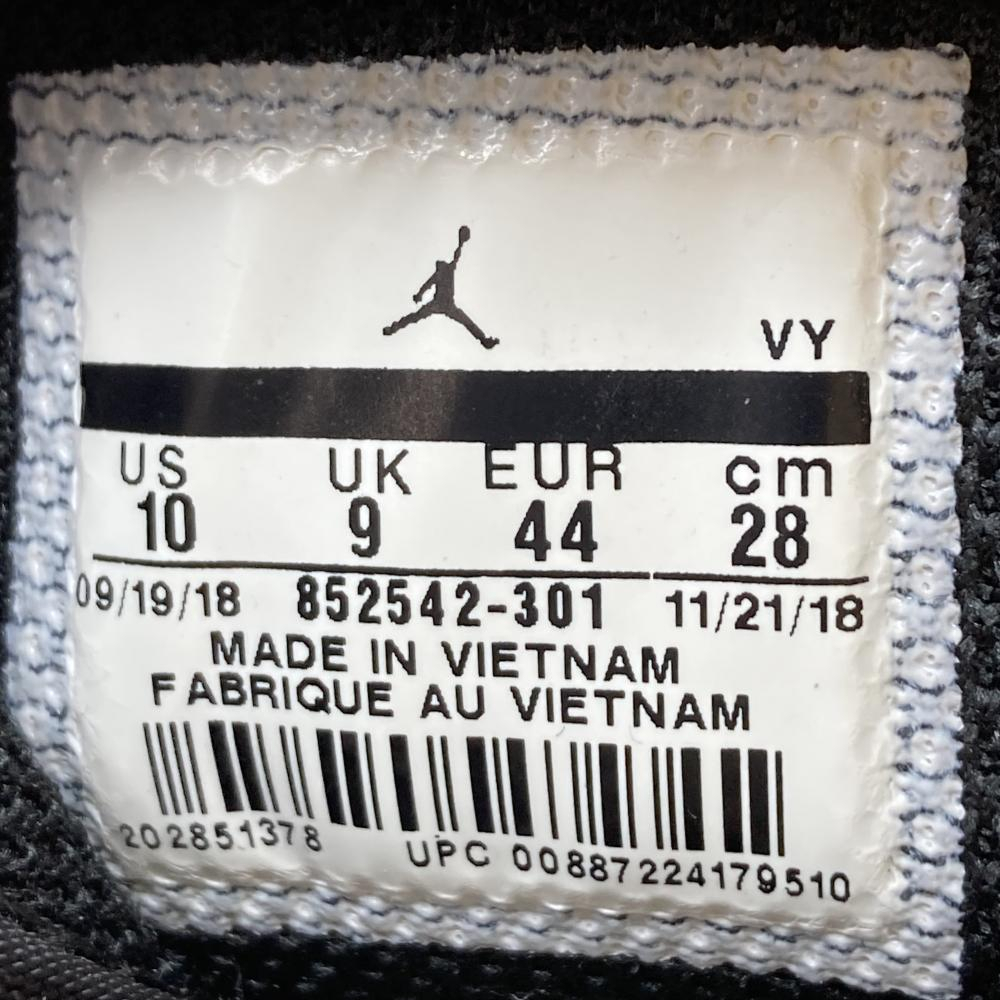 VY
US UK EUR cm
10 9 44 28
09/19/18 852542-301 11/21/18
MADE IN VIETNAM
FABRIQUE AU VIETNAM
202851378 UPC 00887224179510